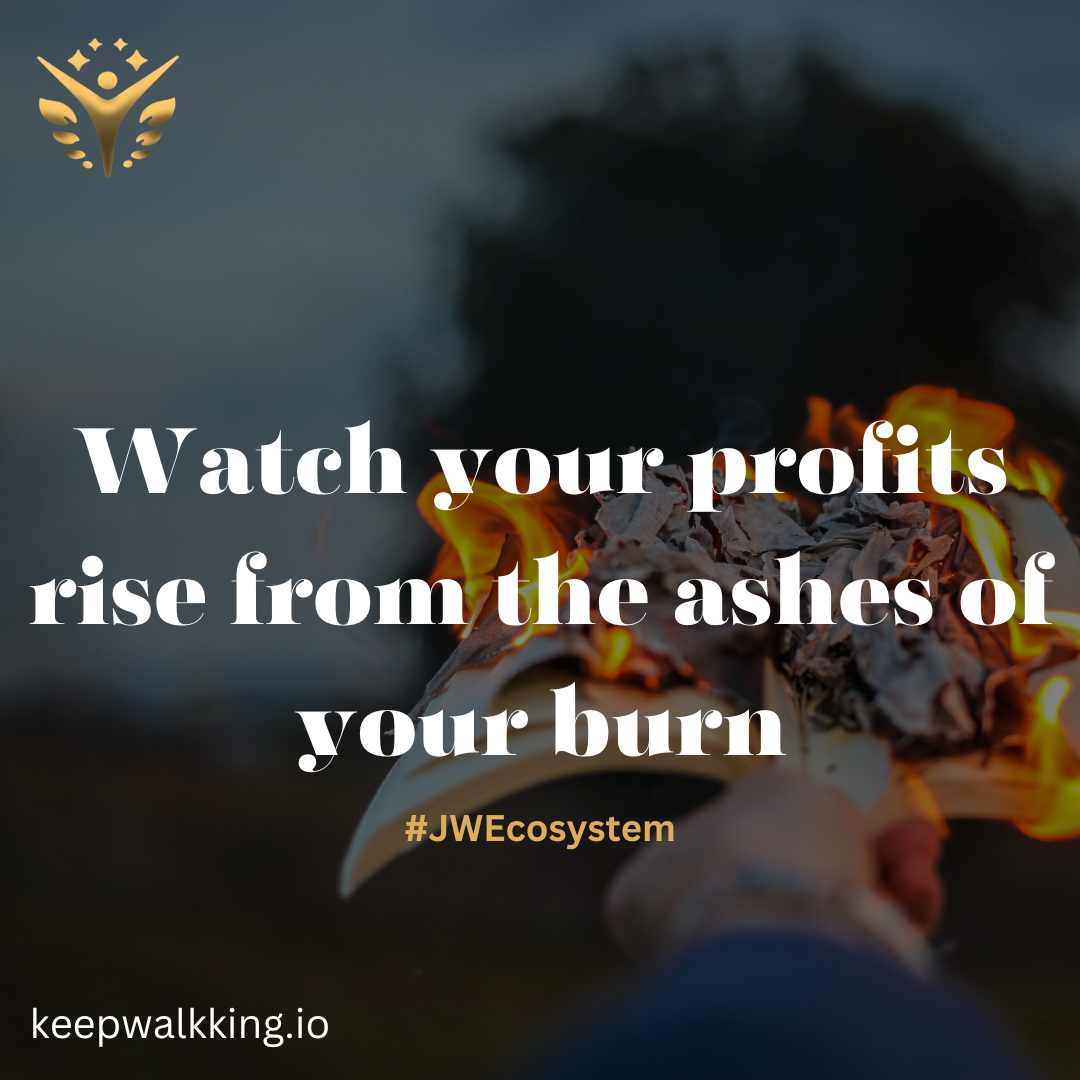 Watch your profits
rise from the ashes of
your burn
#JWEcosystem
keepwalkking.io